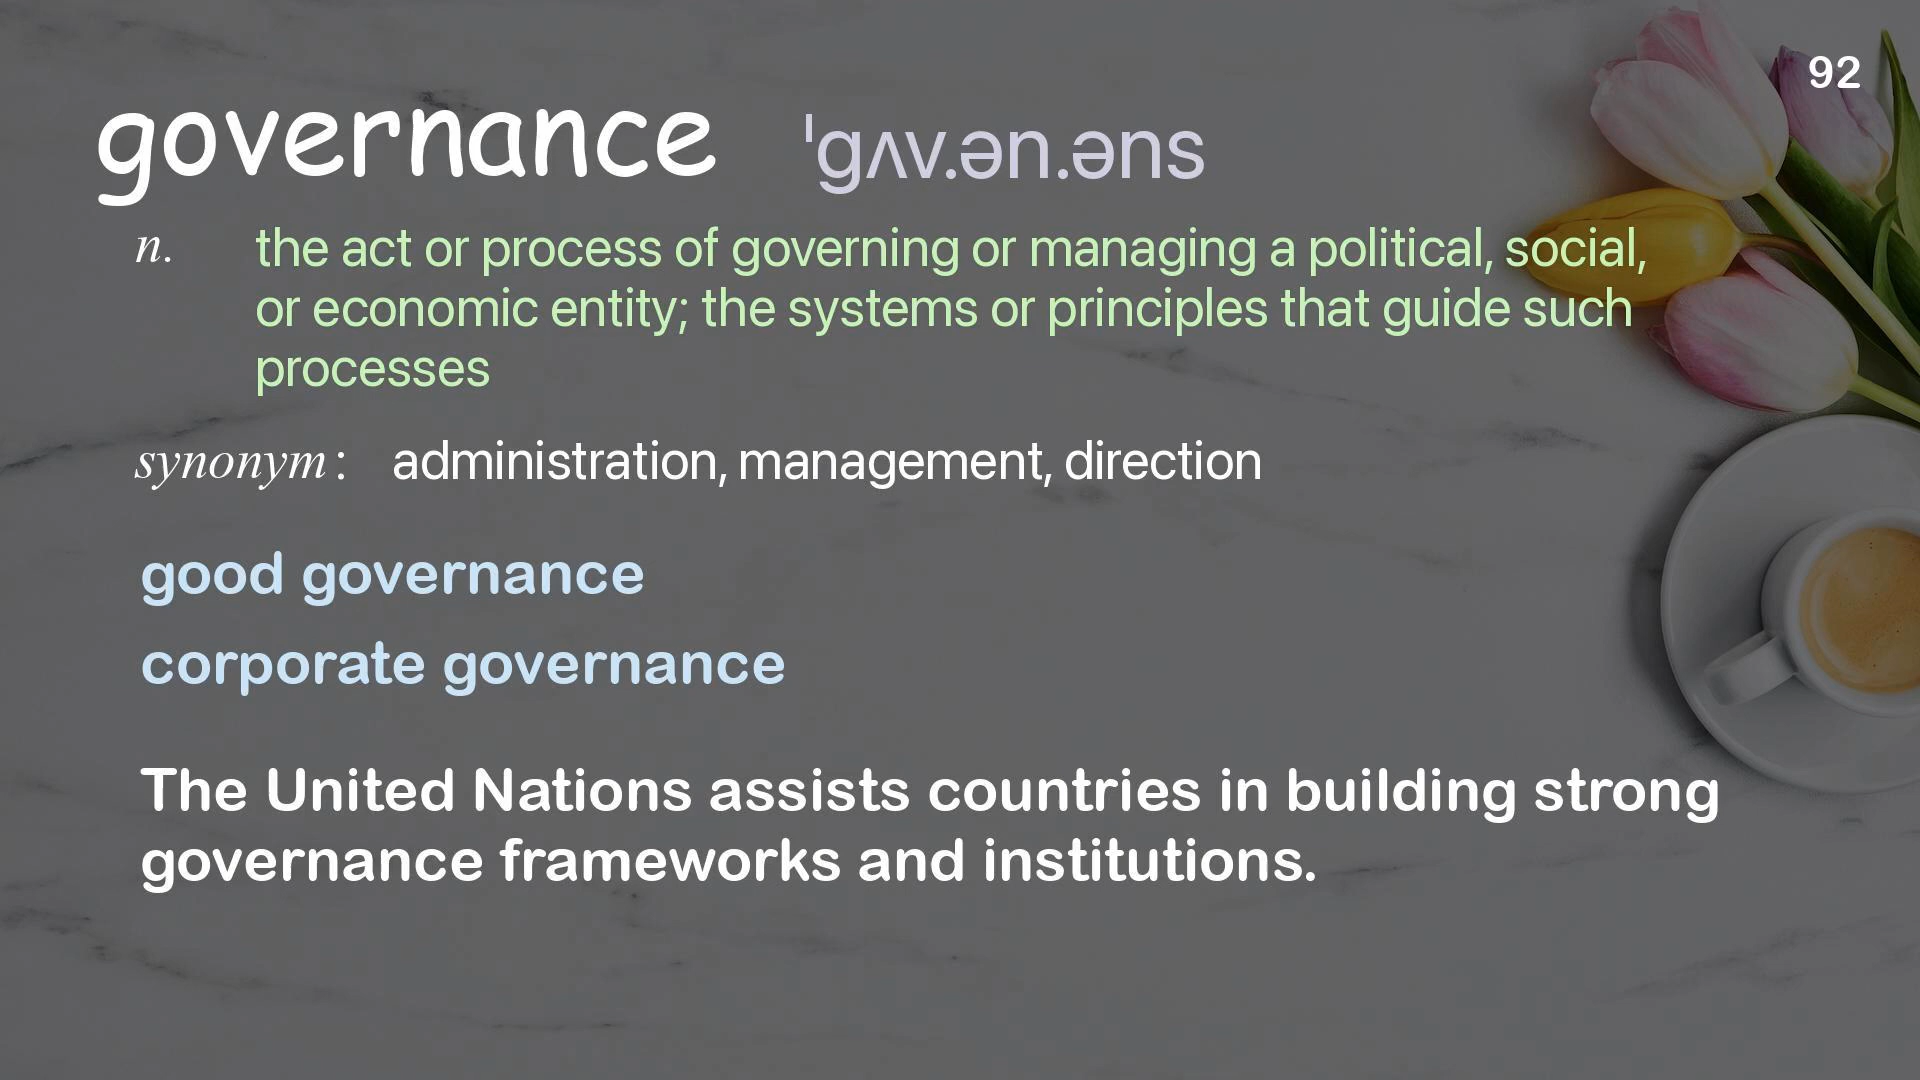 92
governance ˈɡʌv.ən.əns
n. the act or process of governing or managing a political, social,
or economic entity; the systems or principles that guide such
processes
synonym: administration, management, direction
good governance
corporate governance
The United Nations assists countries in building strong
governance frameworks and institutions.